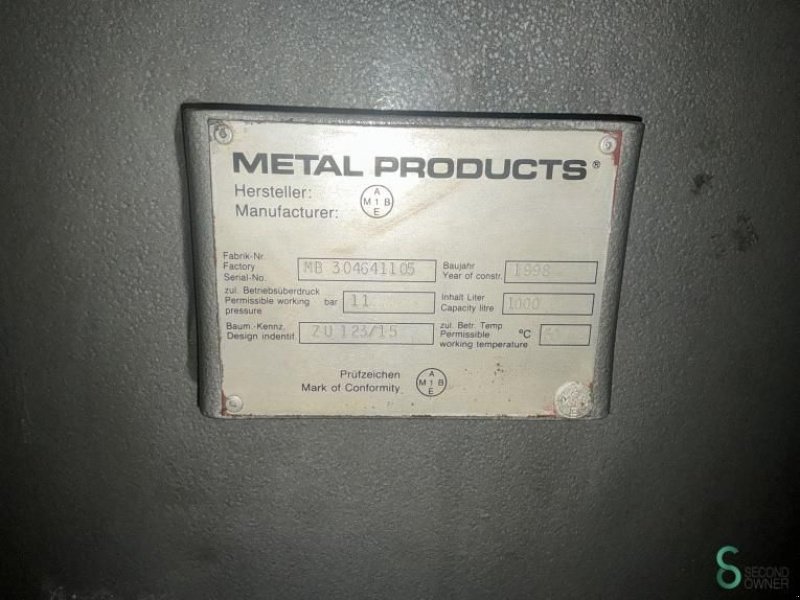 METAL PRODUCTS®
Hersteller:
Manufacturer:
A
M 1 B
E
Fabrik-Nr.
Factory
Serial-No.
MB 304641105
Baujahr
Year of constr.
1998
zul. Betriebsüberdruck
Permissible working
pressure
bar
11
Inhalt Liter
Capacity litre
1000
Baum.-Kennz.
Design indentif.
ZU 123/15
zul. Betr. Temp.
Permissible
working temperature
°C
Prüfzeichen
Mark of Conformity
A
M 1 B
E
SECOND
OWNER